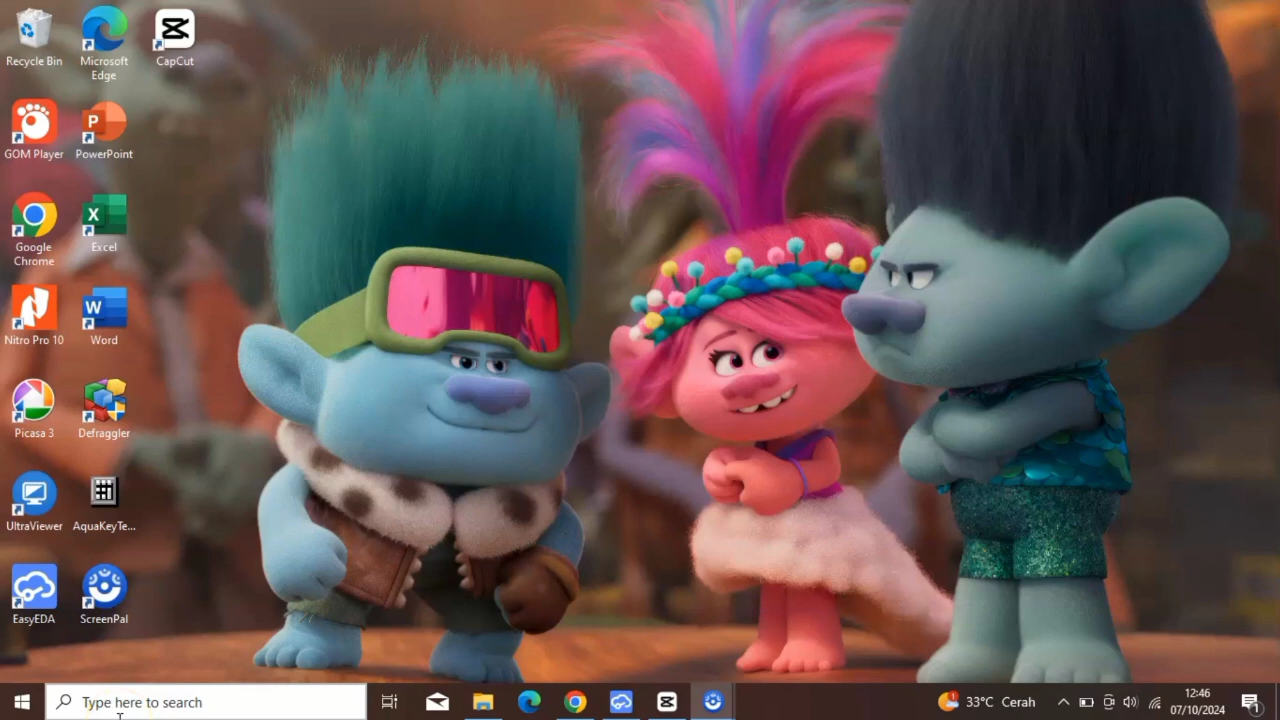 Recycle Bin
Microsoft
Edge
CapCut
GOM Player
PowerPoint
Google
Chrome
Excel
Nitro Pro 10
Word
Picasa 3
Defraggler
UltraViewer
AquaKeyTe...
EasyEDA
ScreenPal
Type here to search
33°C Cerah
12:46
07/10/2024